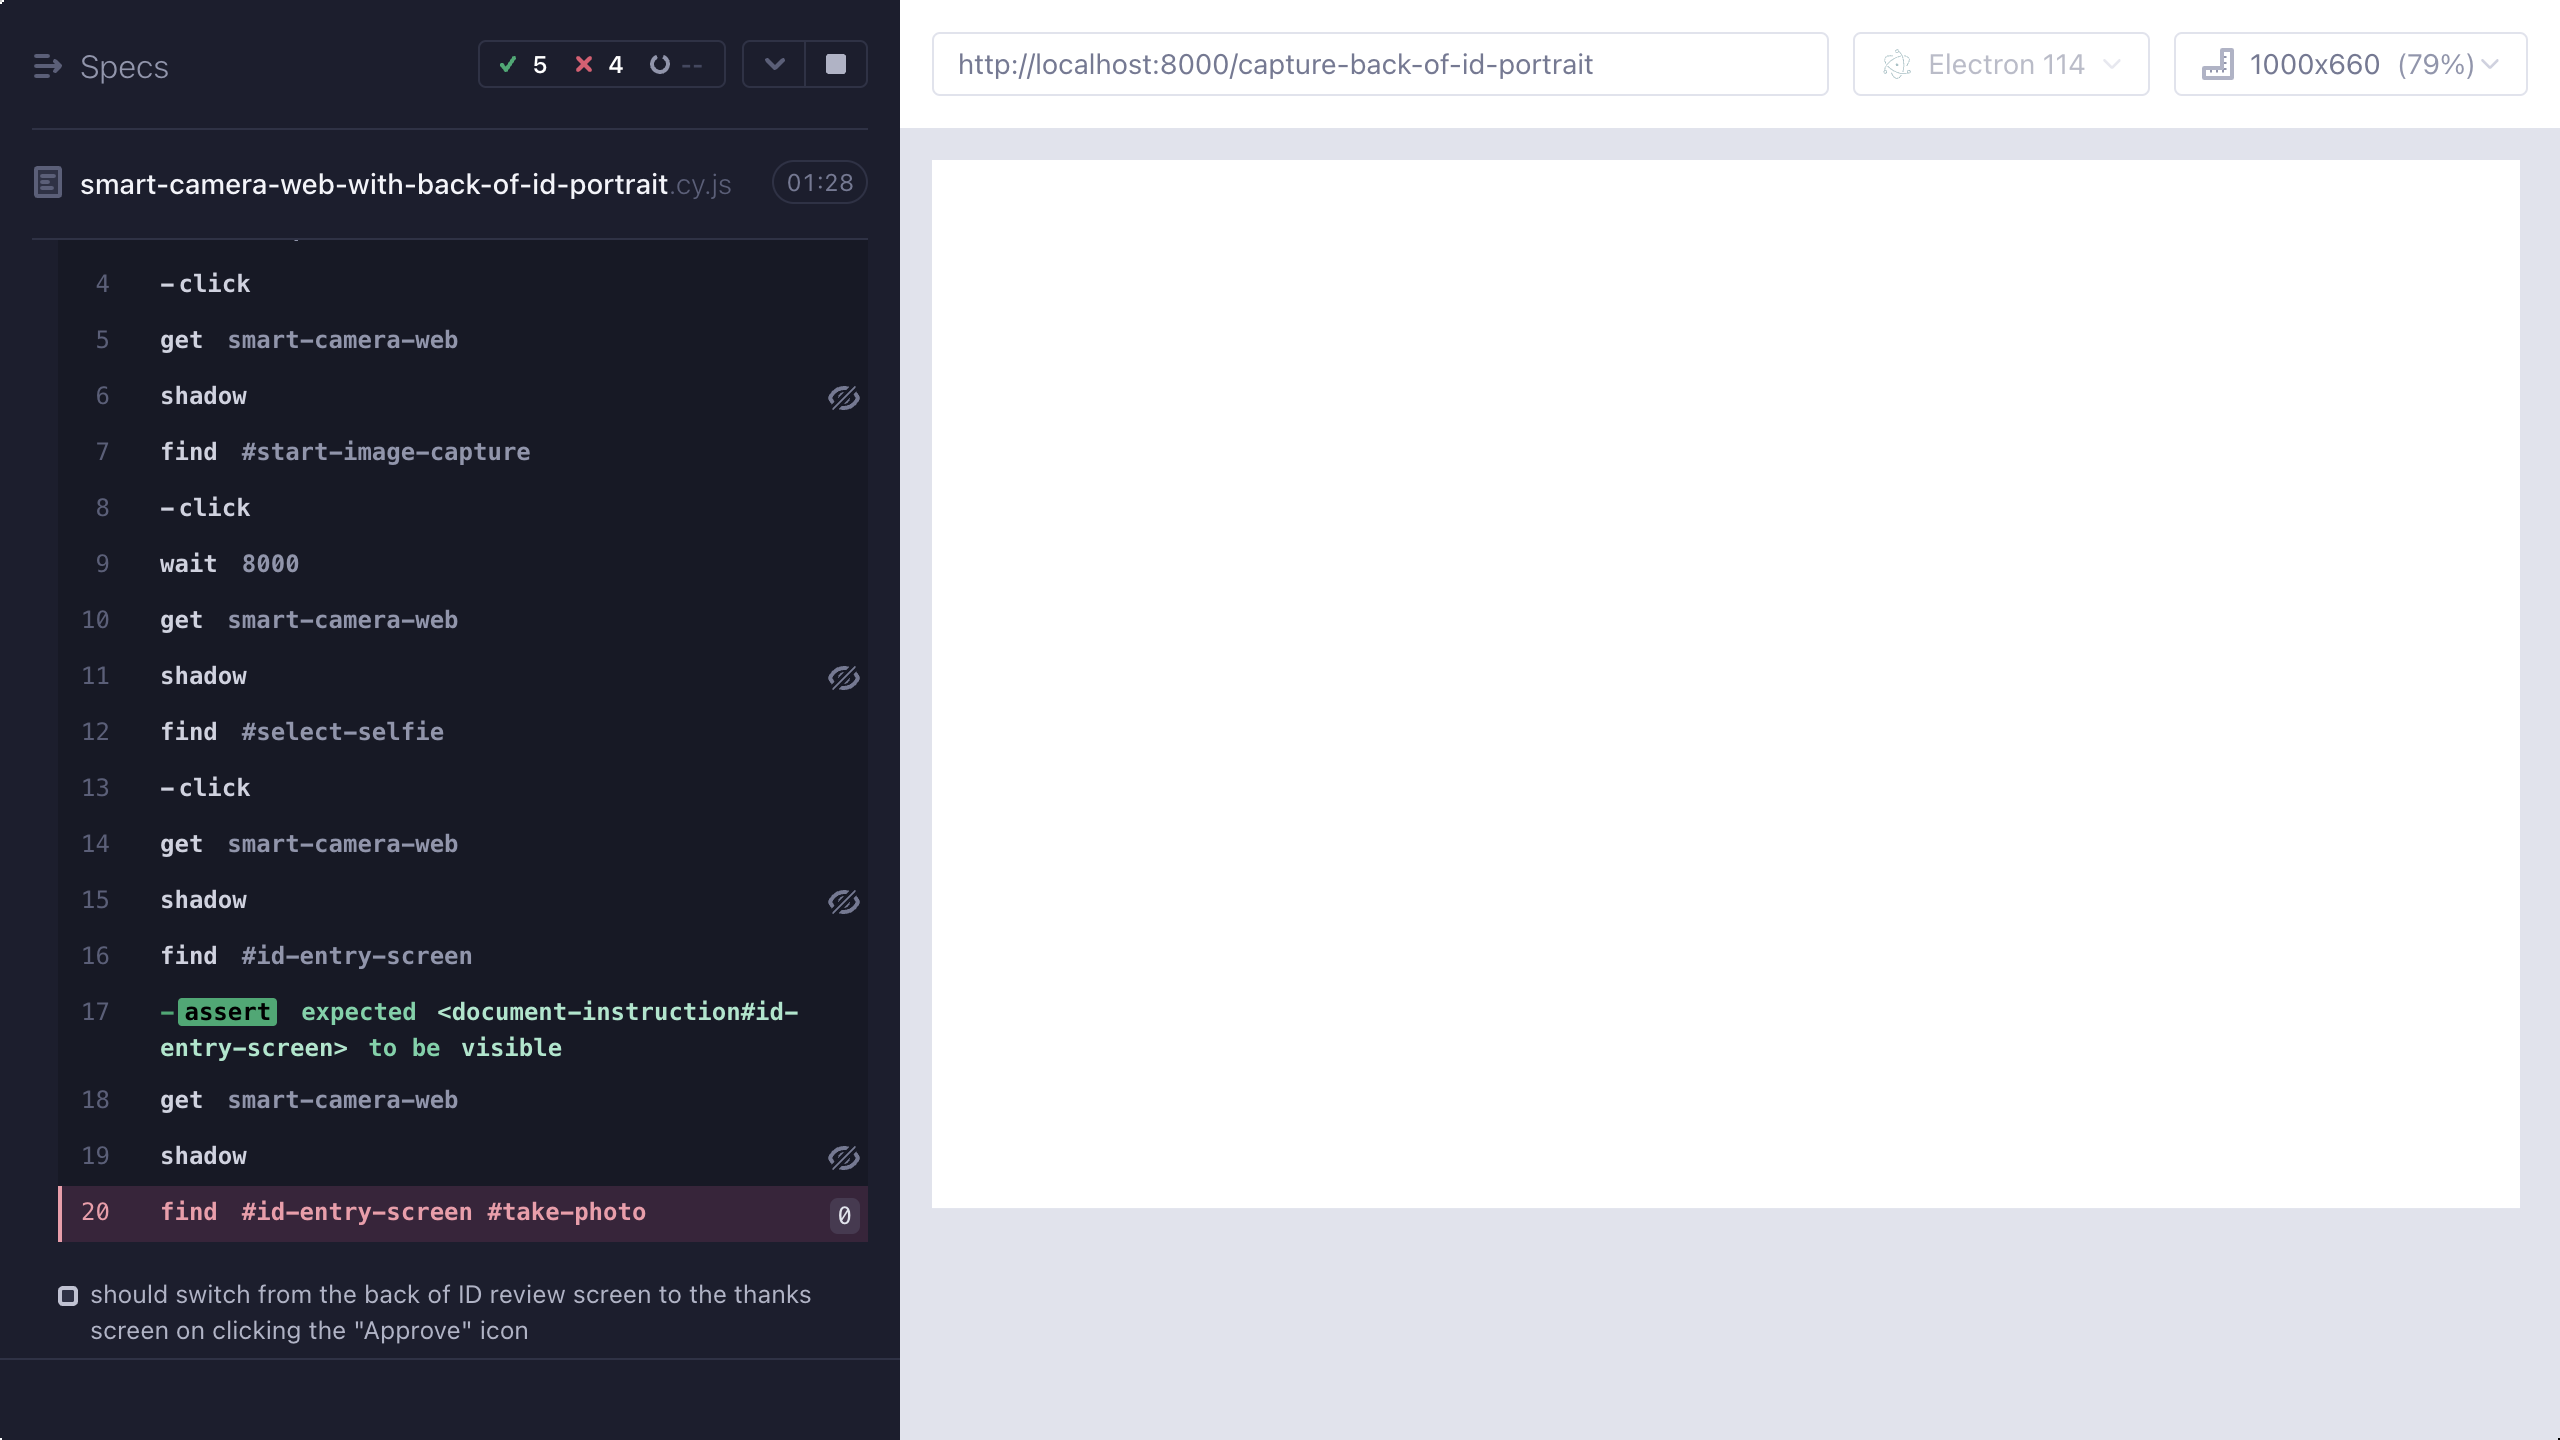 Specs
5 4 --
smart-camera-web-with-back-of-id-portrait.cy.js 01:28
4 -click
5 get smart-camera-web
6 shadow
7 find #start-image-capture
8 -click
9 wait 8000
10 get smart-camera-web
11 shadow
12 find #select-selfie
13 -click
14 get smart-camera-web
15 shadow
16 find #id-entry-screen
17 -assert expected <document-instruction#id-
entry-screen> to be visible
18 get smart-camera-web
19 shadow
20 find #id-entry-screen #take-photo 0
should switch from the back of ID review screen to the thanks
screen on clicking the "Approve" icon
http://localhost:8000/capture-back-of-id-portrait
Electron 114
1000x660 (79%)